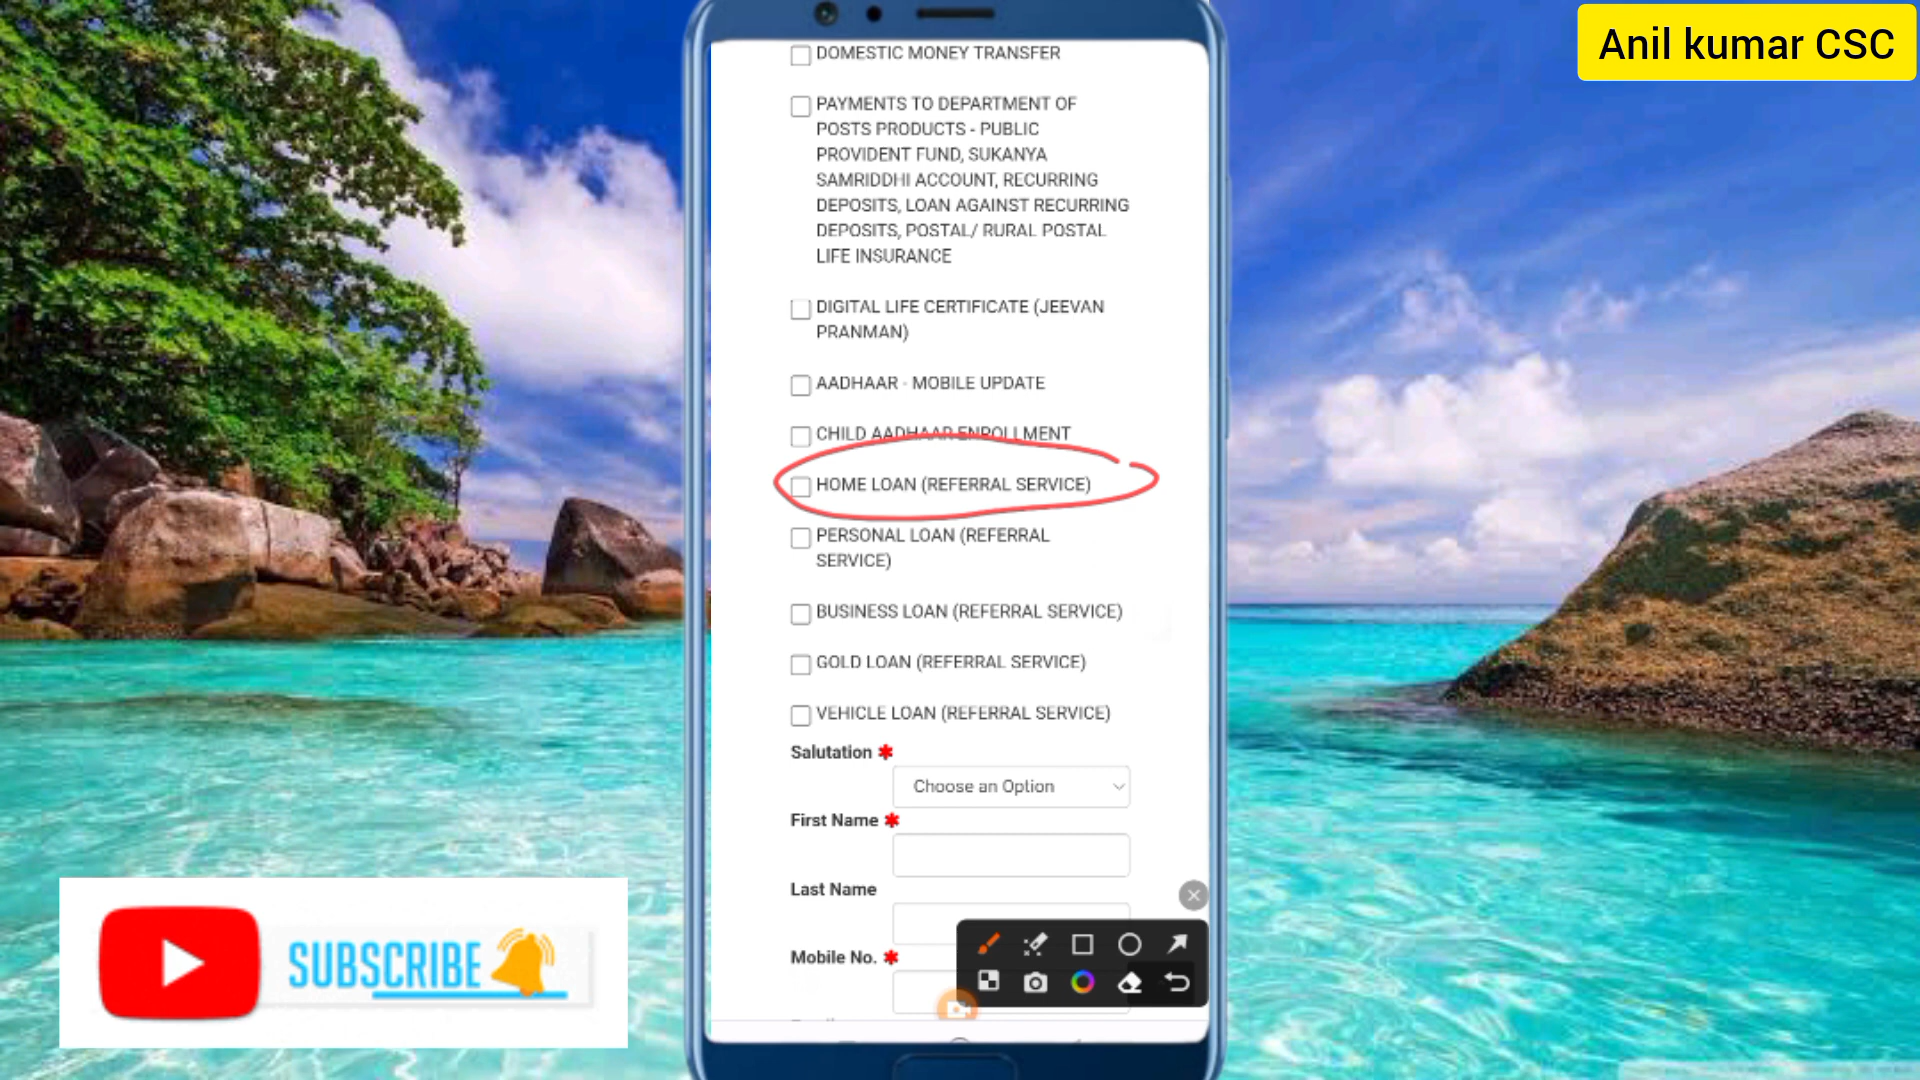 Anil kumar CSC
DOMESTIC MONEY TRANSFER
PAYMENTS TO DEPARTMENT OF
POSTS PRODUCTS - PUBLIC
PROVIDENT FUND, SUKANYA
SAMRIDDHI ACCOUNT, RECURRING
DEPOSITS, LOAN AGAINST RECURRING
DEPOSITS, POSTAL/ RURAL POSTAL
LIFE INSURANCE
DIGITAL LIFE CERTIFICATE (JEEVAN
PRANMAN)
AADHAAR - MOBILE UPDATE
CHILD AADHAAR ENROLLMENT
HOME LOAN (REFERRAL SERVICE)
PERSONAL LOAN (REFERRAL
SERVICE)
BUSINESS LOAN (REFERRAL SERVICE)
GOLD LOAN (REFERRAL SERVICE)
VEHICLE LOAN (REFERRAL SERVICE)
Salutation *
Choose an Option
First Name *
Last Name
Mobile No. *
SUBSCRIBE